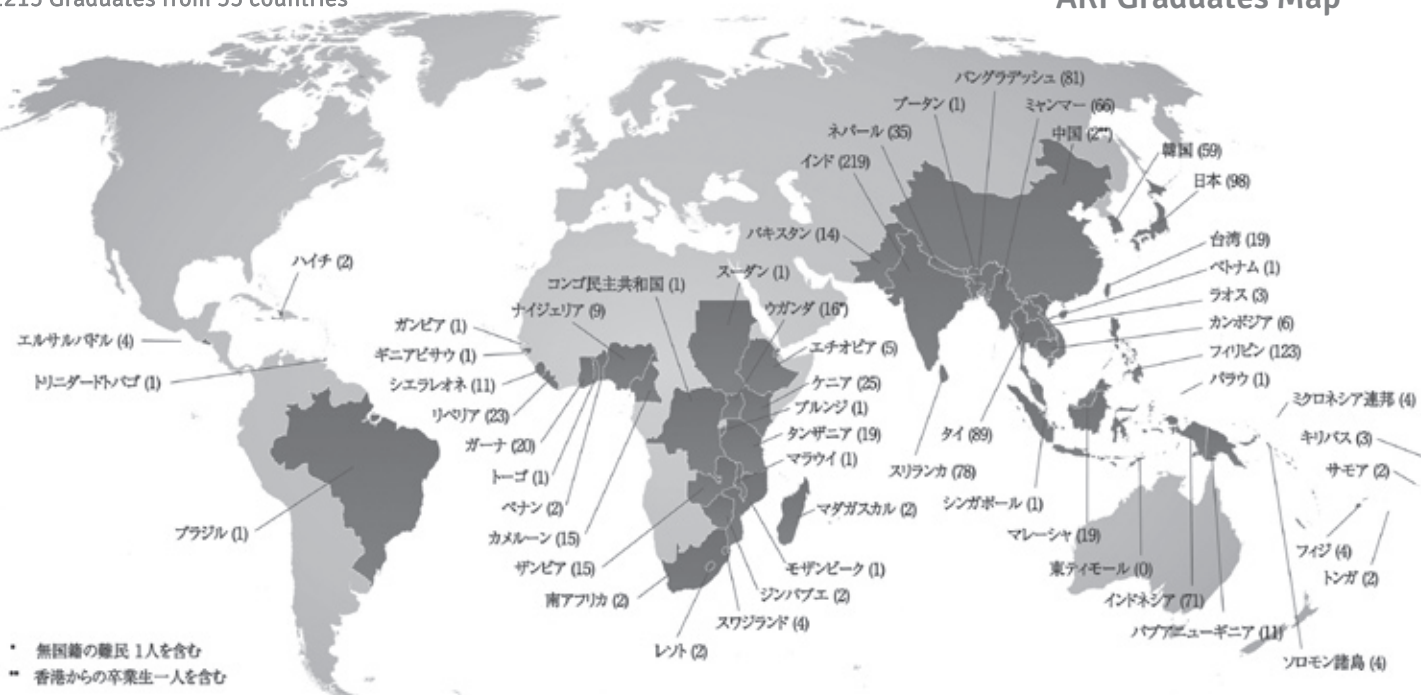 1215 Graduates from 55 countries
ARI Graduates Map
バングラデッシュ (81)
ブータン (1)
ミャンマー (66)
ネパール (35)
中国 (2**)
韓国 (59)
インド (219)
日本 (98)
パキスタン (14)
台湾 (19)
ベトナム (1)
ラオス (3)
カンボジア (6)
フィリピン (123)
パラウ (1)
ミクロネシア連邦 (4)
キリバス (3)
サモア (2)
フィジ (4)
トンガ (2)
ソロモン諸島 (4)
ハイチ (2)
エルサルバドル (4)
トリニダードトバゴ (1)
ブラジル (1)
コンゴ民主共和国 (1)
スーダン (1)
ナイジェリア (9)
ウガンダ (16*)
ガンビア (1)
ギニアビサウ (1)
シエラレオネ (11)
リベリア (23)
ガーナ (20)
トーゴ (1)
ベナン (2)
カメルーン (15)
ザンビア (15)
南アフリカ (2)
レソト (2)
エチオピア (5)
ケニア (25)
ブルンジ (1)
タンザニア (19)
マラウイ (1)
マダガスカル (2)
モザンビーク (1)
ジンバブエ (2)
スワジランド (4)
タイ (89)
スリランカ (78)
シンガポール (1)
マレーシャ (19)
東ティモール (0)
インドネシア (71)
パプアニューギニア (11)
* 無国籍の難民 1人を含む
** 香港からの卒業生一人を含む